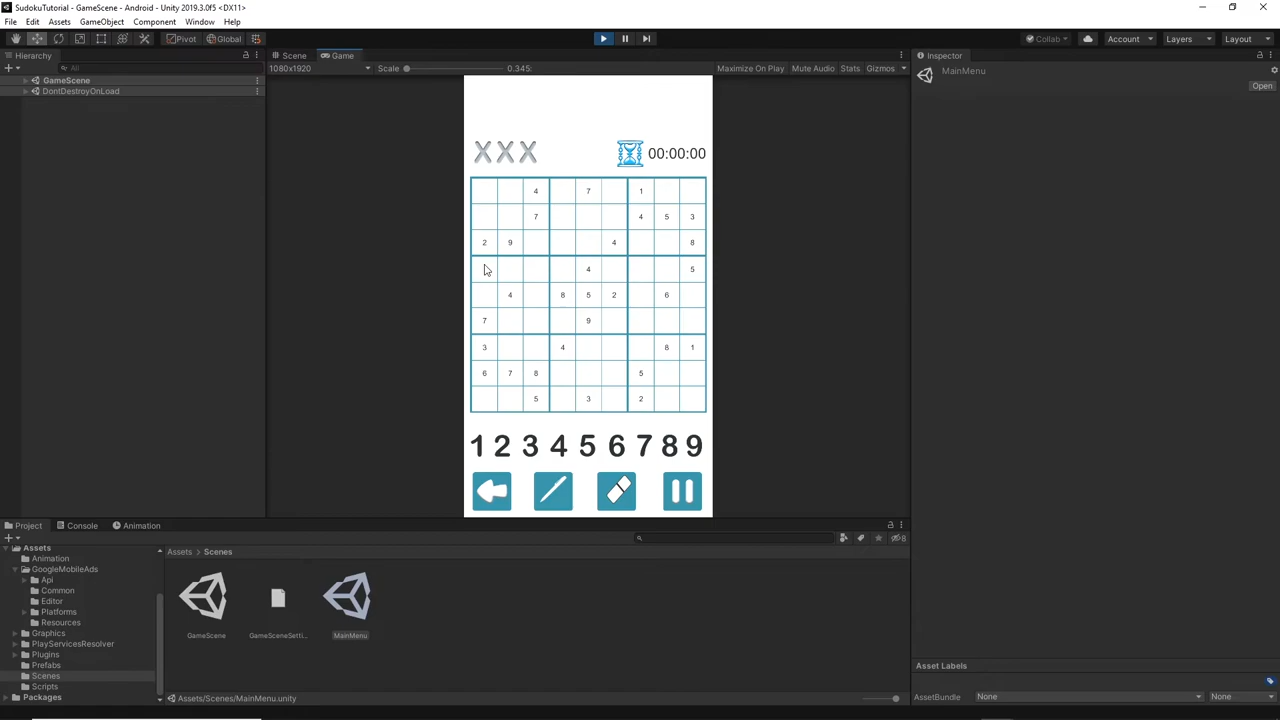 SudokuTutorial - GameScene - Android - Unity 2019.3.0f5 <DX11>
File Edit Assets GameObject Component Window Help
Pivot Global Collab Account Layers Layout
Hierarchy Scene Game Inspector
All 1080x1920 Scale 0.345: Maximize On Play Mute Audio Stats Gizmos MainMenu
GameScene
Open
DontDestroyOnLoad
X X X 00:00:00
4 7 1
7 4 5 3
2 9 4 8
4 5
4 8 5 2 6
7 9
3 4 8 1
6 7 8 5
5 3 2
1 2 3 4 5 6 7 8 9
Project Console Animation
8
Assets
Assets > Scenes
Animation
GoogleMobileAds
Api
Common
Editor
Platforms
Resources
Graphics
GameScene GameSceneSetti... MainMenu
PlayServicesResolver
Plugins
Prefabs
Asset Labels
Scenes
Scripts
Packages
Assets/Scenes/MainMenu.unity
AssetBundle None None